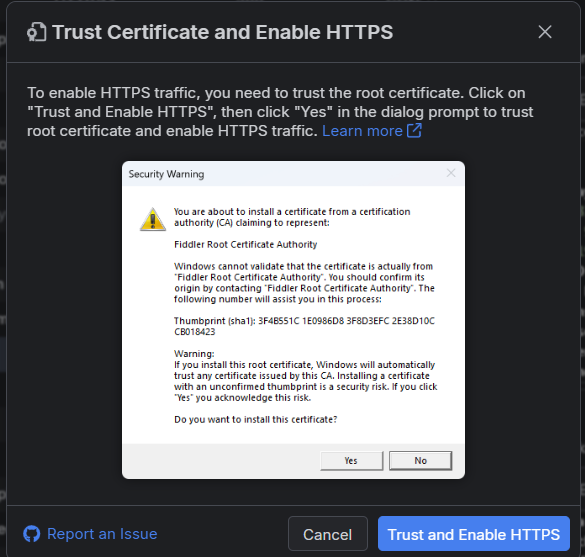 Trust Certificate and Enable HTTPS
To enable HTTPS traffic, you need to trust the root certificate. Click on
"Trust and Enable HTTPS", then click "Yes" in the dialog prompt to trust
root certificate and enable HTTPS traffic. Learn more
Security Warning
You are about to install a certificate from a certification
authority (CA) claiming to represent:
Fiddler Root Certificate Authority
Windows cannot validate that the certificate is actually from
"Fiddler Root Certificate Authority". You should confirm its
origin by contacting "Fiddler Root Certificate Authority". The
following number will assist you in this process:
Thumbprint (sha1): 3F4B551C 1E0986D8 3F8D3EFC 2E38D10C
CB018423
Warning:
If you install this root certificate, Windows will automatically
trust any certificate issued by this CA. Installing a certificate
with an unconfirmed thumbprint is a security risk. If you click
"Yes" you acknowledge this risk.
Do you want to install this certificate?
Yes
No
Report an Issue
Cancel
Trust and Enable HTTPS